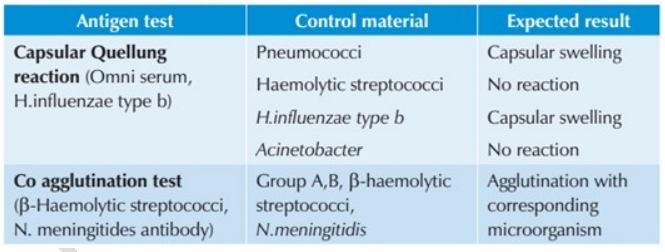 Antigen test Control material Expected result
Capsular Quellung Pneumococci Capsular swelling
reaction (Omni serum, Haemolytic streptococci No reaction
H.influenzae type b) H.influenzae type b Capsular swelling
Acinetobacter No reaction
Co agglutination test Group A,B, β-haemolytic Agglutination with
(β-Haemolytic streptococci, streptococci, corresponding
N. meningitides antibody) N.meningitidis microorganism